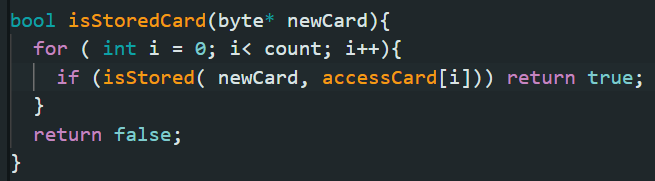 bool isStoredCard(byte* newCard){
  for ( int i = 0; i< count; i++){
    if (isStored( newCard, accessCard[i])) return true;
  }
  return false;
}